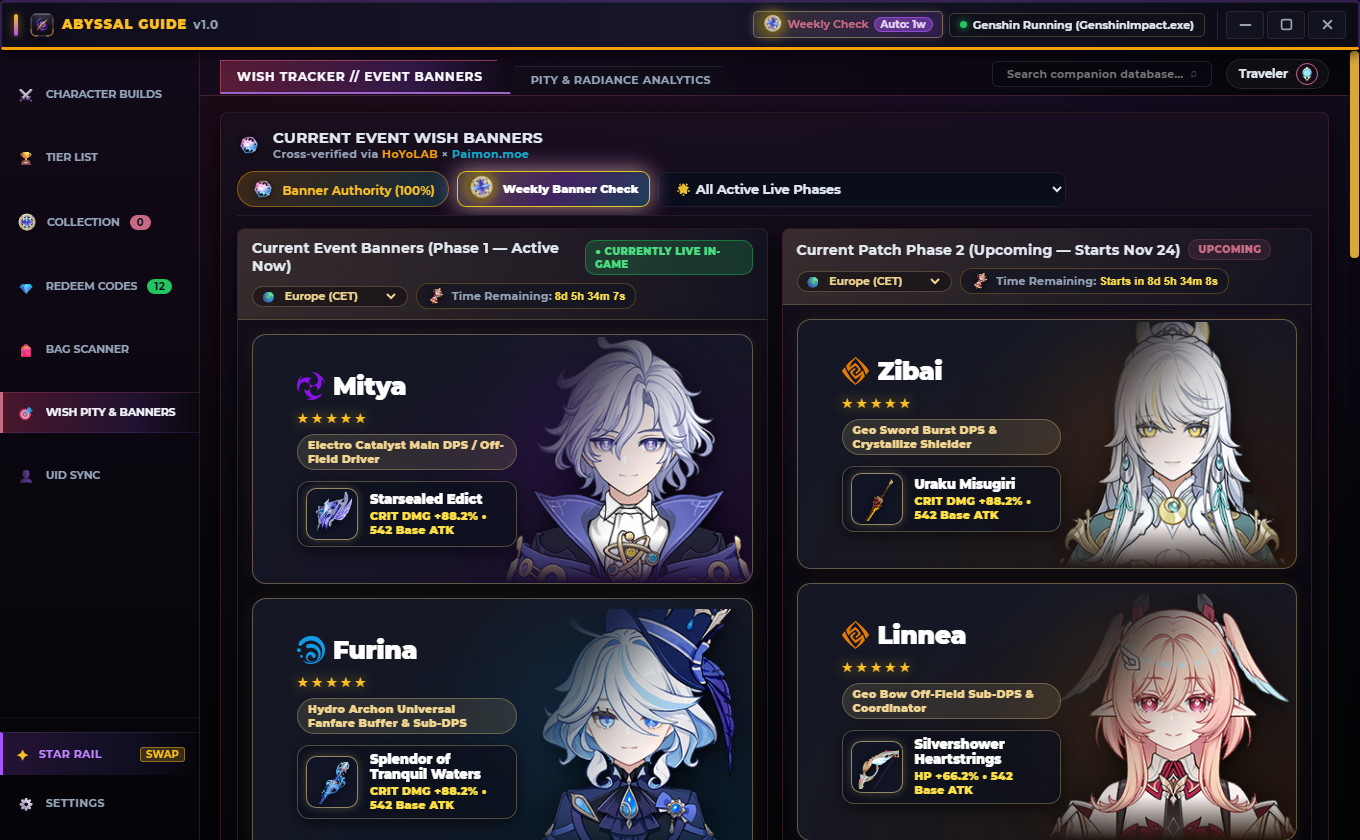 ABYSSAL GUIDE v1.0
Weekly Check Auto: 1w
Genshin Running (GenshinImpact.exe)
CHARACTER BUILDS
TIER LIST
COLLECTION 0
REDEEM CODES 12
BAG SCANNER
WISH PITY & BANNERS
UID SYNC
STAR RAIL SWAP
SETTINGS
WISH TRACKER // EVENT BANNERS
PITY & RADIANCE ANALYTICS
Search companion database...
Traveler
CURRENT EVENT WISH BANNERS
Cross-verified via HoYoLAB × Paimon.moe
Banner Authority (100%)
Weekly Banner Check
All Active Live Phases
Current Event Banners (Phase 1 — Active
Now)
• CURRENTLY LIVE IN-
GAME
Europe (CET)
Time Remaining: 8d 5h 34m 7s
Mitya
★★★★★
Electro Catalyst Main DPS / Off-
Field Driver
Starsealed Edict
CRIT DMG +88.2% •
542 Base ATK
Furina
★★★★★
Hydro Archon Universal
Fanfare Buffer & Sub-DPS
Splendor of
Tranquil Waters
CRIT DMG +88.2% •
542 Base ATK
Current Patch Phase 2 (Upcoming — Starts Nov 24)
UPCOMING
Europe (CET)
Time Remaining: Starts in 8d 5h 34m 8s
Zibai
★★★★★
Geo Sword Burst DPS &
Crystallize Shielder
Uraku Misugiri
CRIT DMG +88.2% •
542 Base ATK
Linnea
★★★★★
Geo Bow Off-Field Sub-DPS &
Coordinator
Silvershower
Heartstrings
HP +66.2% • 542
Base ATK